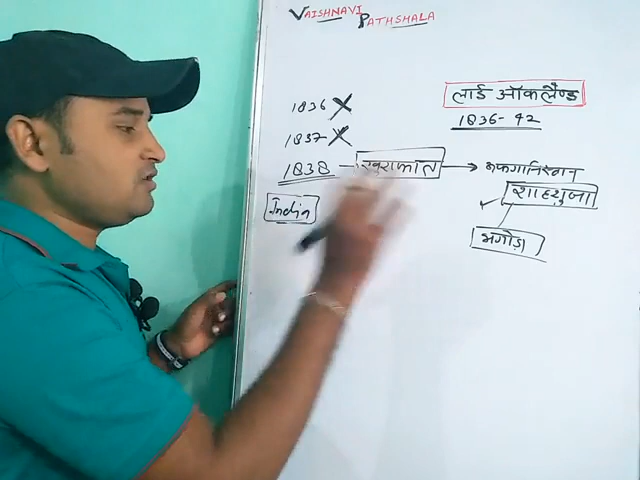 VAISHNAVI PATHSHALA
लार्ड ऑकलैण्ड
1836-42
1836 X
1837 X
1838 — खुराफात → अफगानिस्तान
India
✓ शाहशुजा
भगोड़ा